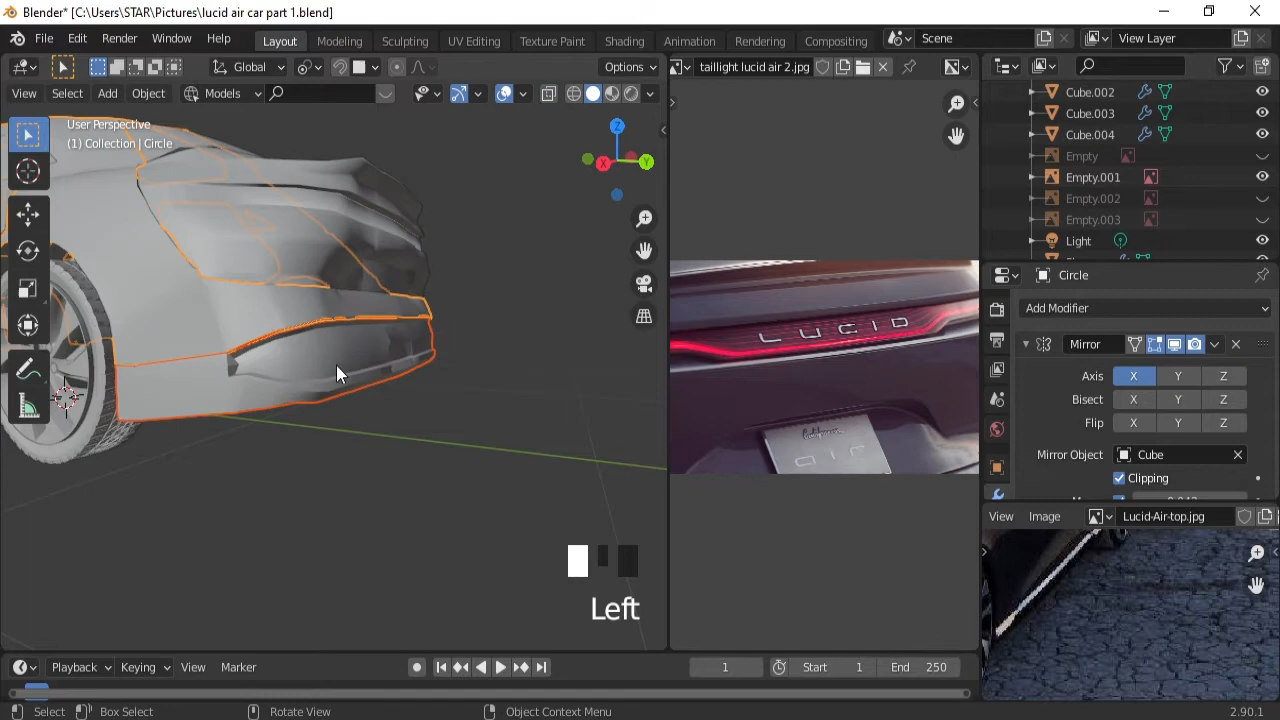 Blender* [C:\Users\STAR\Pictures\lucid air car part 1.blend]
File Edit Render Window Help
Layout Modeling Sculpting UV Editing Texture Paint Shading Animation Rendering Compositing
Scene
View Layer
Global
Options
taillight lucid air 2.jpg
View Select Add Object
Models
User Perspective
(1) Collection | Circle
Z
X
Y
Cube.002
Cube.003
Cube.004
Empty
Empty.001
Empty.002
Empty.003
Light
Circle
Add Modifier
Mirror
Axis X Y Z
Bisect X Y Z
Flip X Y Z
Mirror Object Cube
Clipping
LUCID
AIR
Left
View Image Lucid-Air-top.jpg
Playback Keying View Marker
1
Start 1
End 250
Select Box Select Rotate View Object Context Menu 2.90.1